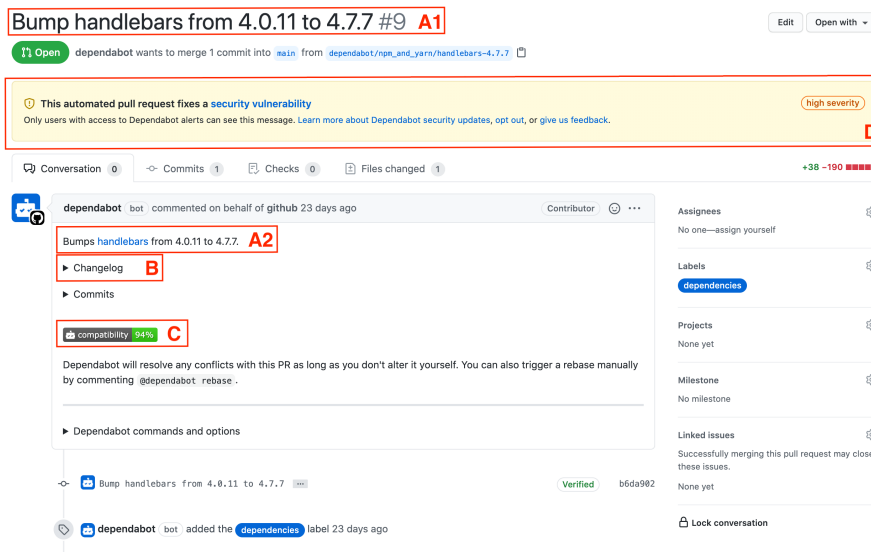 Bump handlebars from 4.0.11 to 4.7.7 #9 A1
Edit
Open with
Open
dependabot wants to merge 1 commit into main from dependabot/npm_and_yarn/handlebars-4.7.7
This automated pull request fixes a security vulnerability
high severity
Only users with access to Dependabot alerts can see this message. Learn more about Dependabot security updates, opt out, or give us feedback.
Conversation 0
Commits 1
Checks 0
Files changed 1
+38 −190
dependabot bot commented on behalf of github 23 days ago
Contributor
Bumps handlebars from 4.0.11 to 4.7.7. A2
Changelog B
Commits
compatibility 94% C
Dependabot will resolve any conflicts with this PR as long as you don't alter it yourself. You can also trigger a rebase manually
by commenting @dependabot rebase .
Dependabot commands and options
Bump handlebars from 4.0.11 to 4.7.7 ...
Verified
b6da902
dependabot bot added the dependencies label 23 days ago
Assignees
No one—assign yourself
Labels
dependencies
Projects
None yet
Milestone
No milestone
Linked issues
Successfully merging this pull request may close
these issues.
None yet
Lock conversation